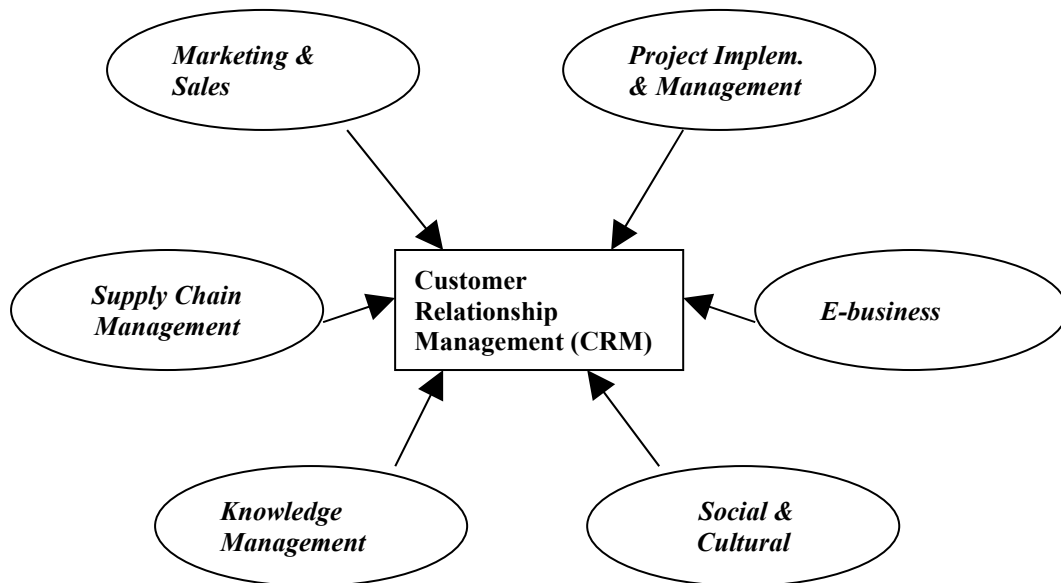 Marketing &
Sales
Project Implem.
& Management
Supply Chain
Management
Customer
Relationship
Management (CRM)
E-business
Knowledge
Management
Social &
Cultural